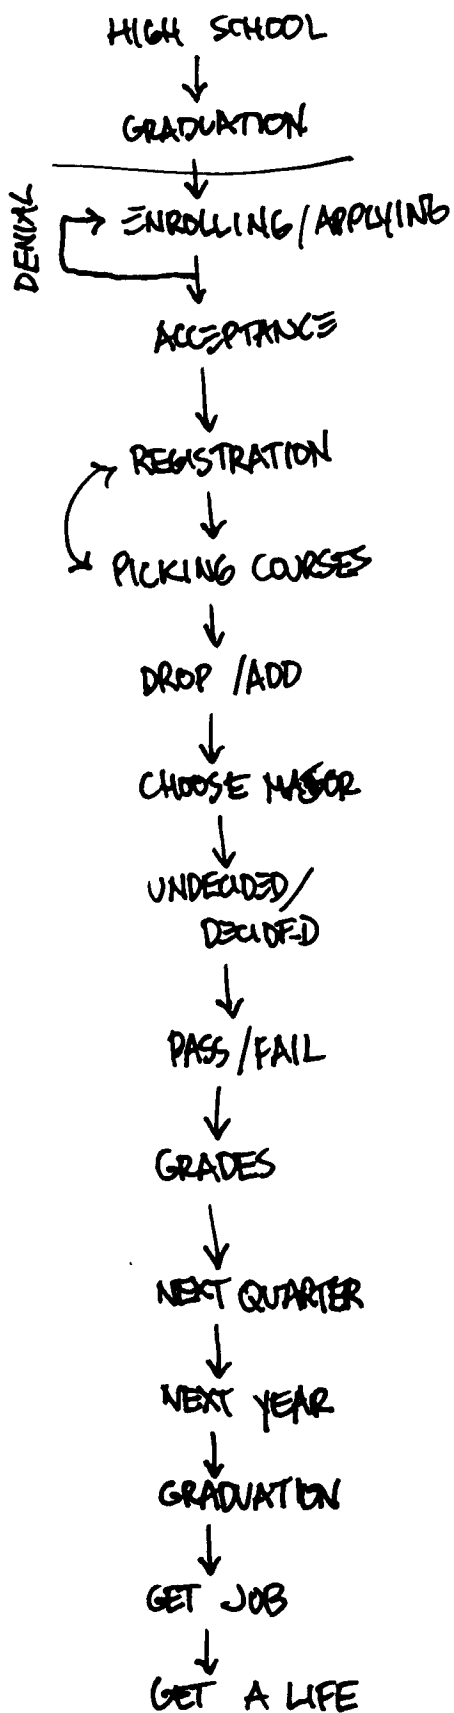 HIGH SCHOOL
GRADUATION
DENIAL
ENROLLING/APPLYING
ACCEPTANCE
REGISTRATION
PICKING COURSES
DROP/ADD
CHOOSE MAJOR
UNDECIDED/
DECIDED
PASS/FAIL
GRADES
NEXT QUARTER
NEXT YEAR
GRADUATION
GET JOB
GET A LIFE